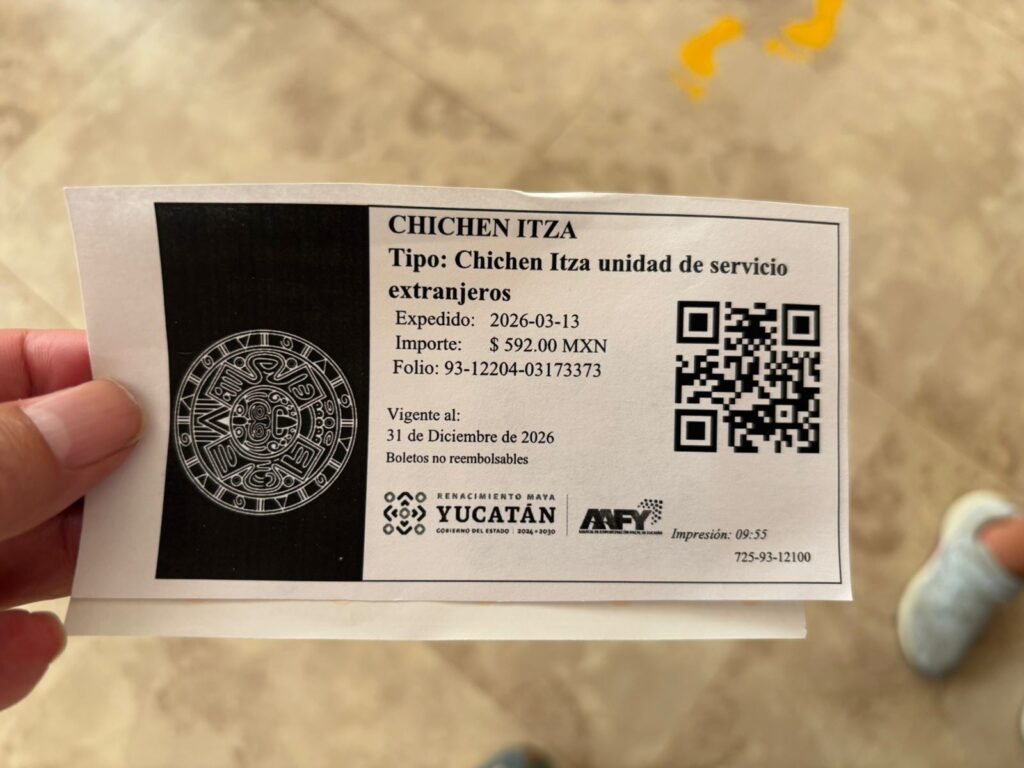 CHICHEN ITZA
Tipo: Chichen Itza unidad de servicio
extranjeros
Expedido: 2026-03-13
Importe: $ 592.00 MXN
Folio: 93-12204-03173373
Vigente al:
31 de Diciembre de 2026
Boletos no reembolsables
RENACIMIENTO MAYA
YUCATÁN
GOBIERNO DEL ESTADO | 2024 • 2030
AAFY
Impresión: 09:55
725-93-12100